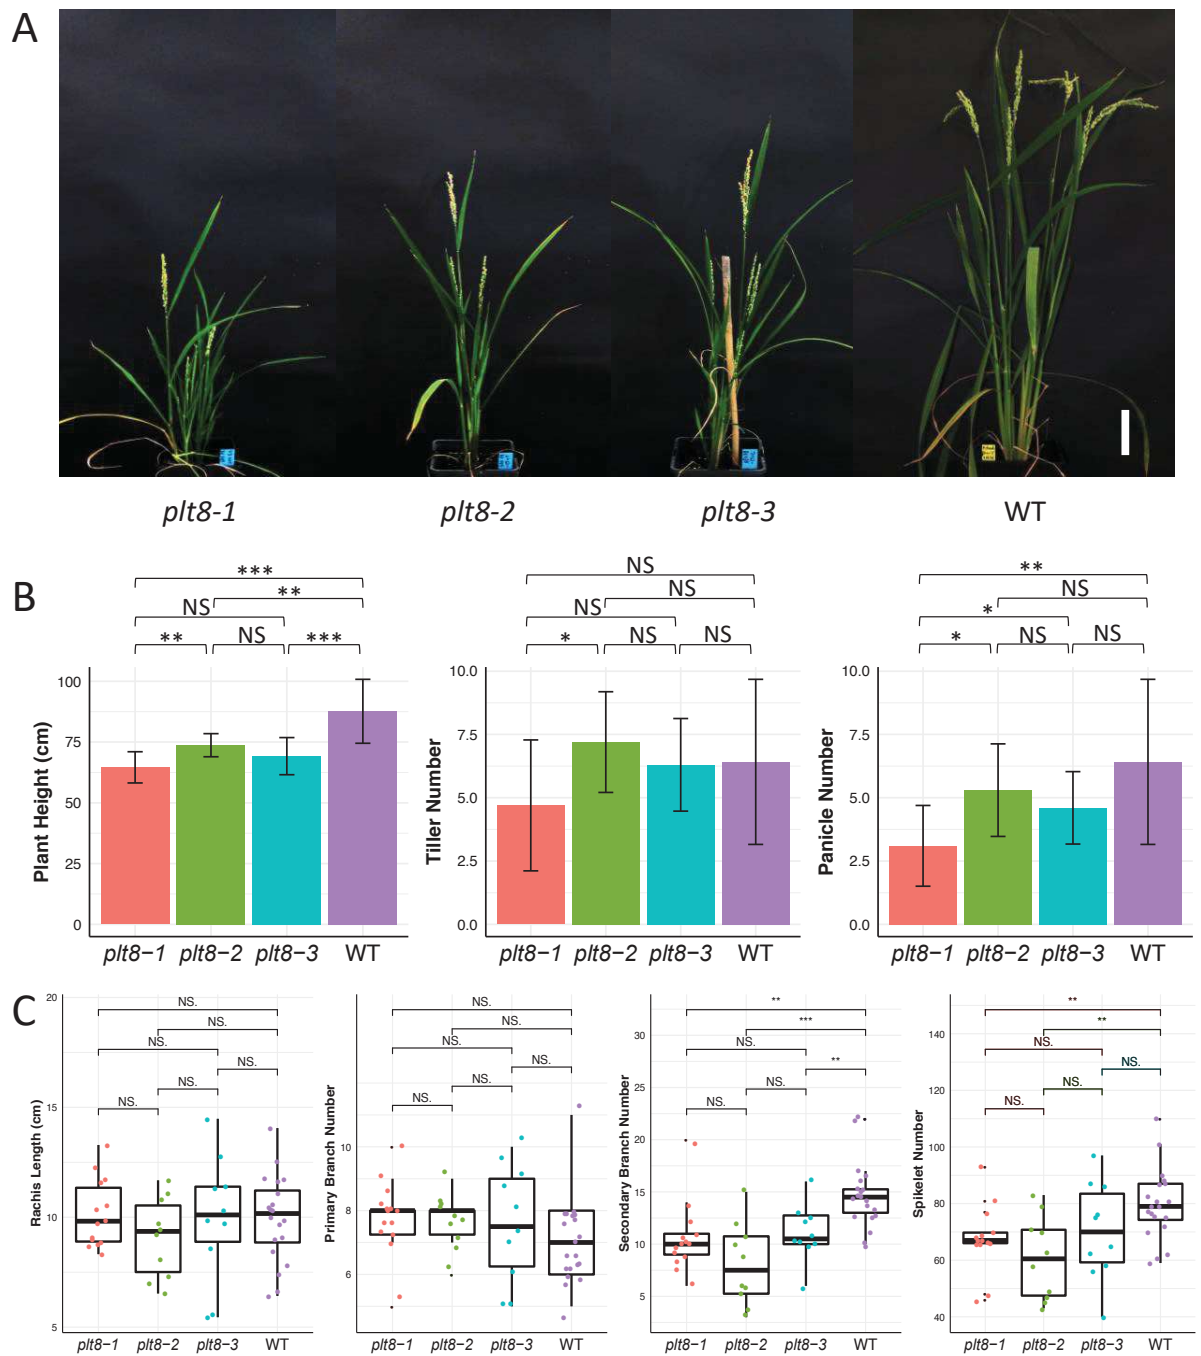 A
plt8-1 plt8-2 plt8-3 WT
B
***
**
NS
** NS ***
Plant Height (cm)
100
75
50
25
0
plt8−1 plt8−2 plt8−3 WT
NS
NS
NS
* NS NS
Tiller Number
10.0
7.5
5.0
2.5
0.0
plt8−1 plt8−2 plt8−3 WT
**
NS
*
* NS NS
Panicle Number
10.0
7.5
5.0
2.5
0.0
plt8−1 plt8−2 plt8−3 WT
C
NS.
NS.
NS.
NS.
NS.
NS.
Rachis Length (cm)
20
15
10
5
plt8−1 plt8−2 plt8−3 WT
NS.
NS.
NS.
NS.
NS.
NS.
Primary Branch Number
10
8
6
plt8−1 plt8−2 plt8−3 WT
**
***
NS.
**
NS.
NS.
Secondary Branch Number
30
25
20
15
10
5
plt8−1 plt8−2 plt8−3 WT
**
**
NS.
NS.
NS.
NS.
Spikelet Number
140
120
100
80
60
40
plt8−1 plt8−2 plt8−3 WT